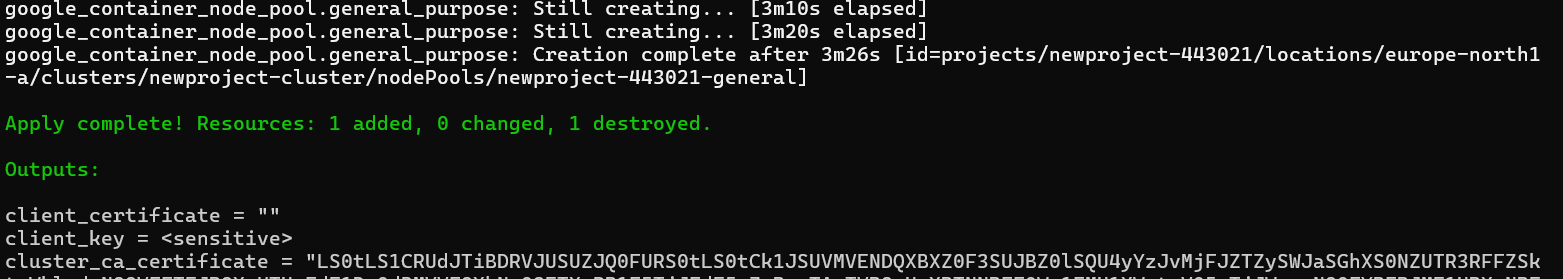 google_container_node_pool.general_purpose: Still creating... [3m10s elapsed]
google_container_node_pool.general_purpose: Still creating... [3m20s elapsed]
google_container_node_pool.general_purpose: Creation complete after 3m26s [id=projects/newproject-443021/locations/europe-north1
-a/clusters/newproject-cluster/nodePools/newproject-443021-general]
Apply complete! Resources: 1 added, 0 changed, 1 destroyed.
Outputs:
client_certificate = ""
client_key = <sensitive>
cluster_ca_certificate =